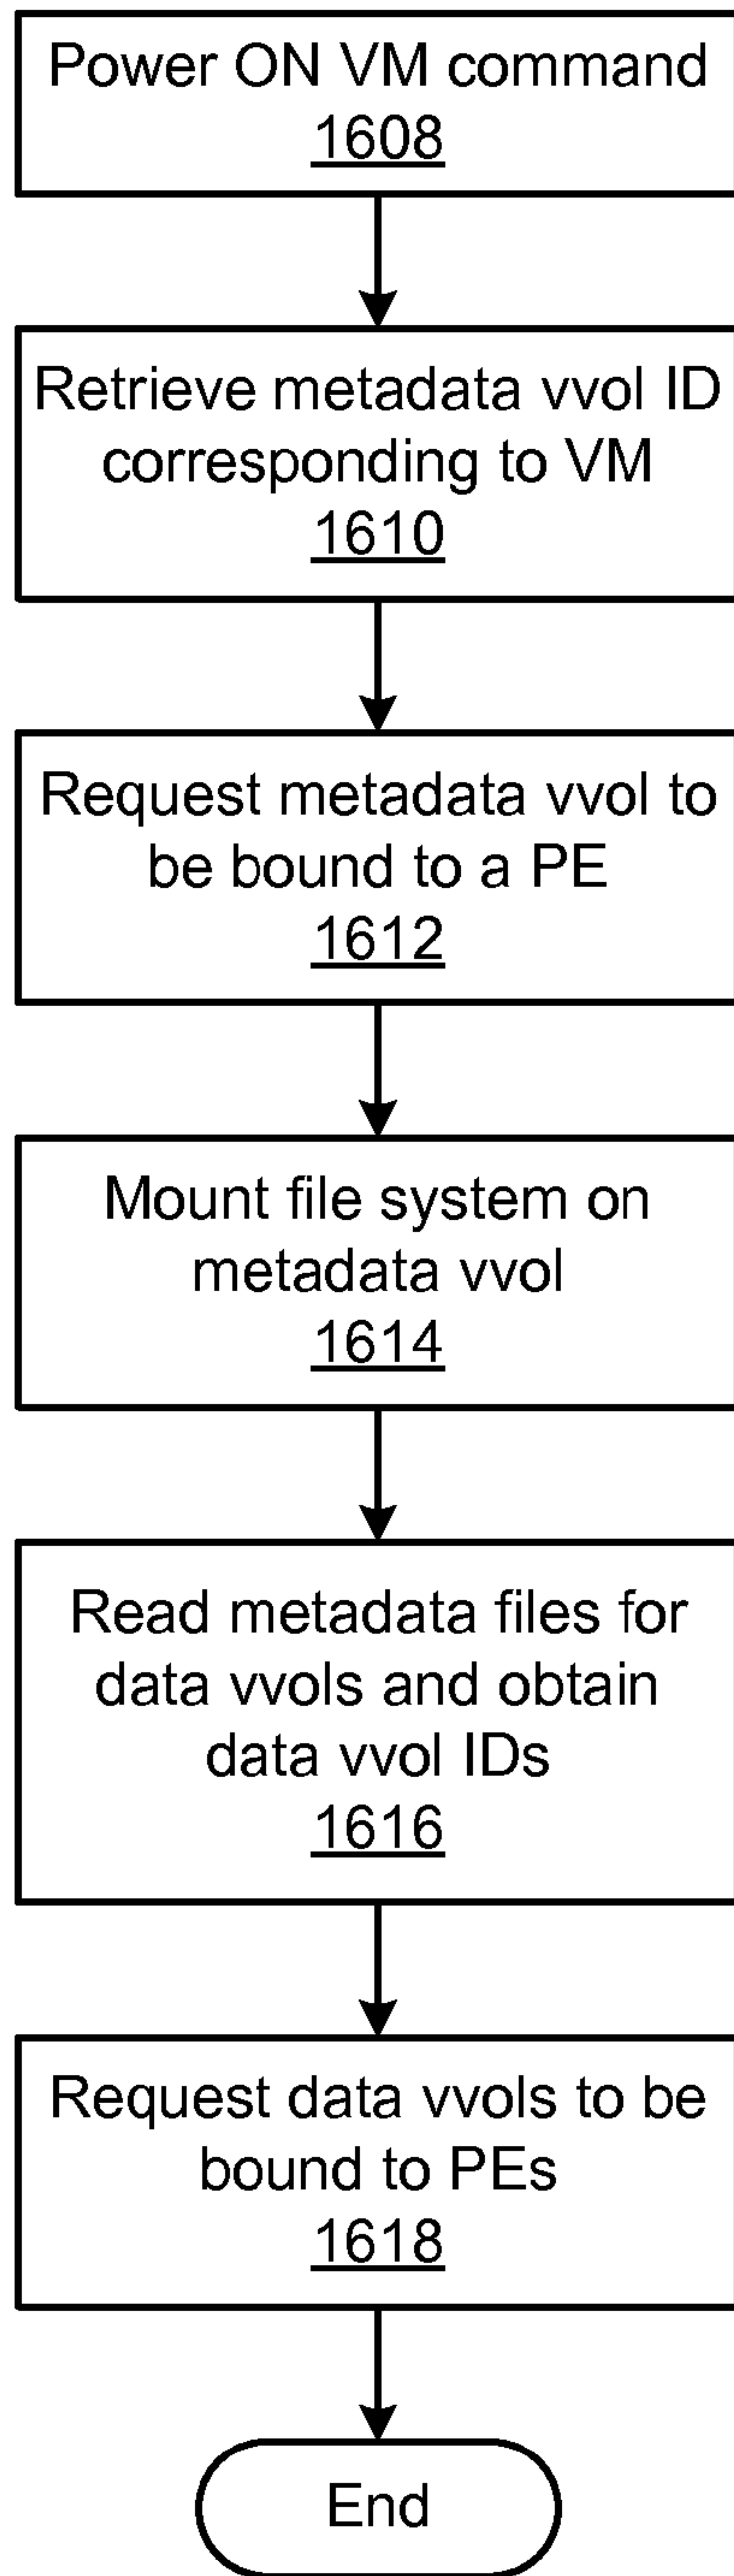 Power ON VM command
1608
Retrieve metadata vvol ID
corresponding to VM
1610
Request metadata vvol to
be bound to a PE
1612
Mount file system on
metadata vvol
1614
Read metadata files for
data vvols and obtain
data vvol IDs
1616
Request data vvols to be
bound to PEs
1618
End